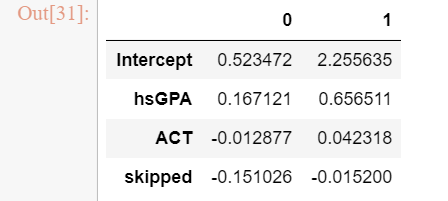 Out[31]:
0 1
Intercept 0.523472 2.255635
hsGPA 0.167121 0.656511
ACT -0.012877 0.042318
skipped -0.151026 -0.015200